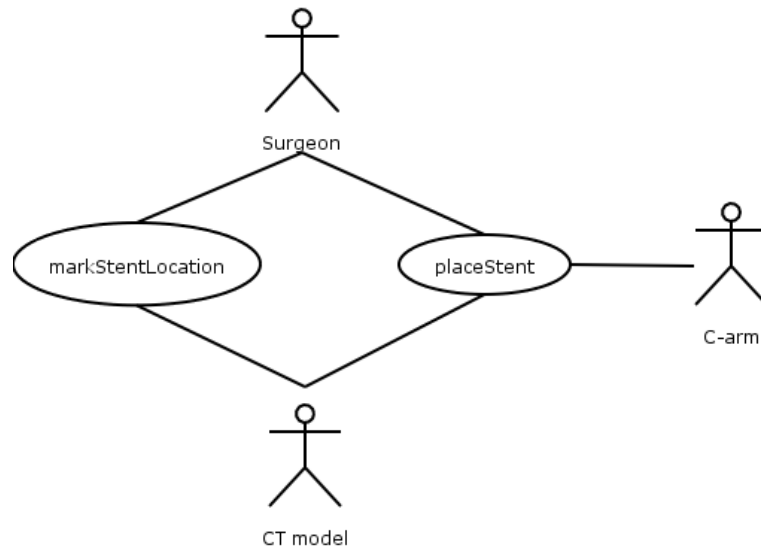 Surgeon
markStentLocation
placeStent
C-arm
CT model